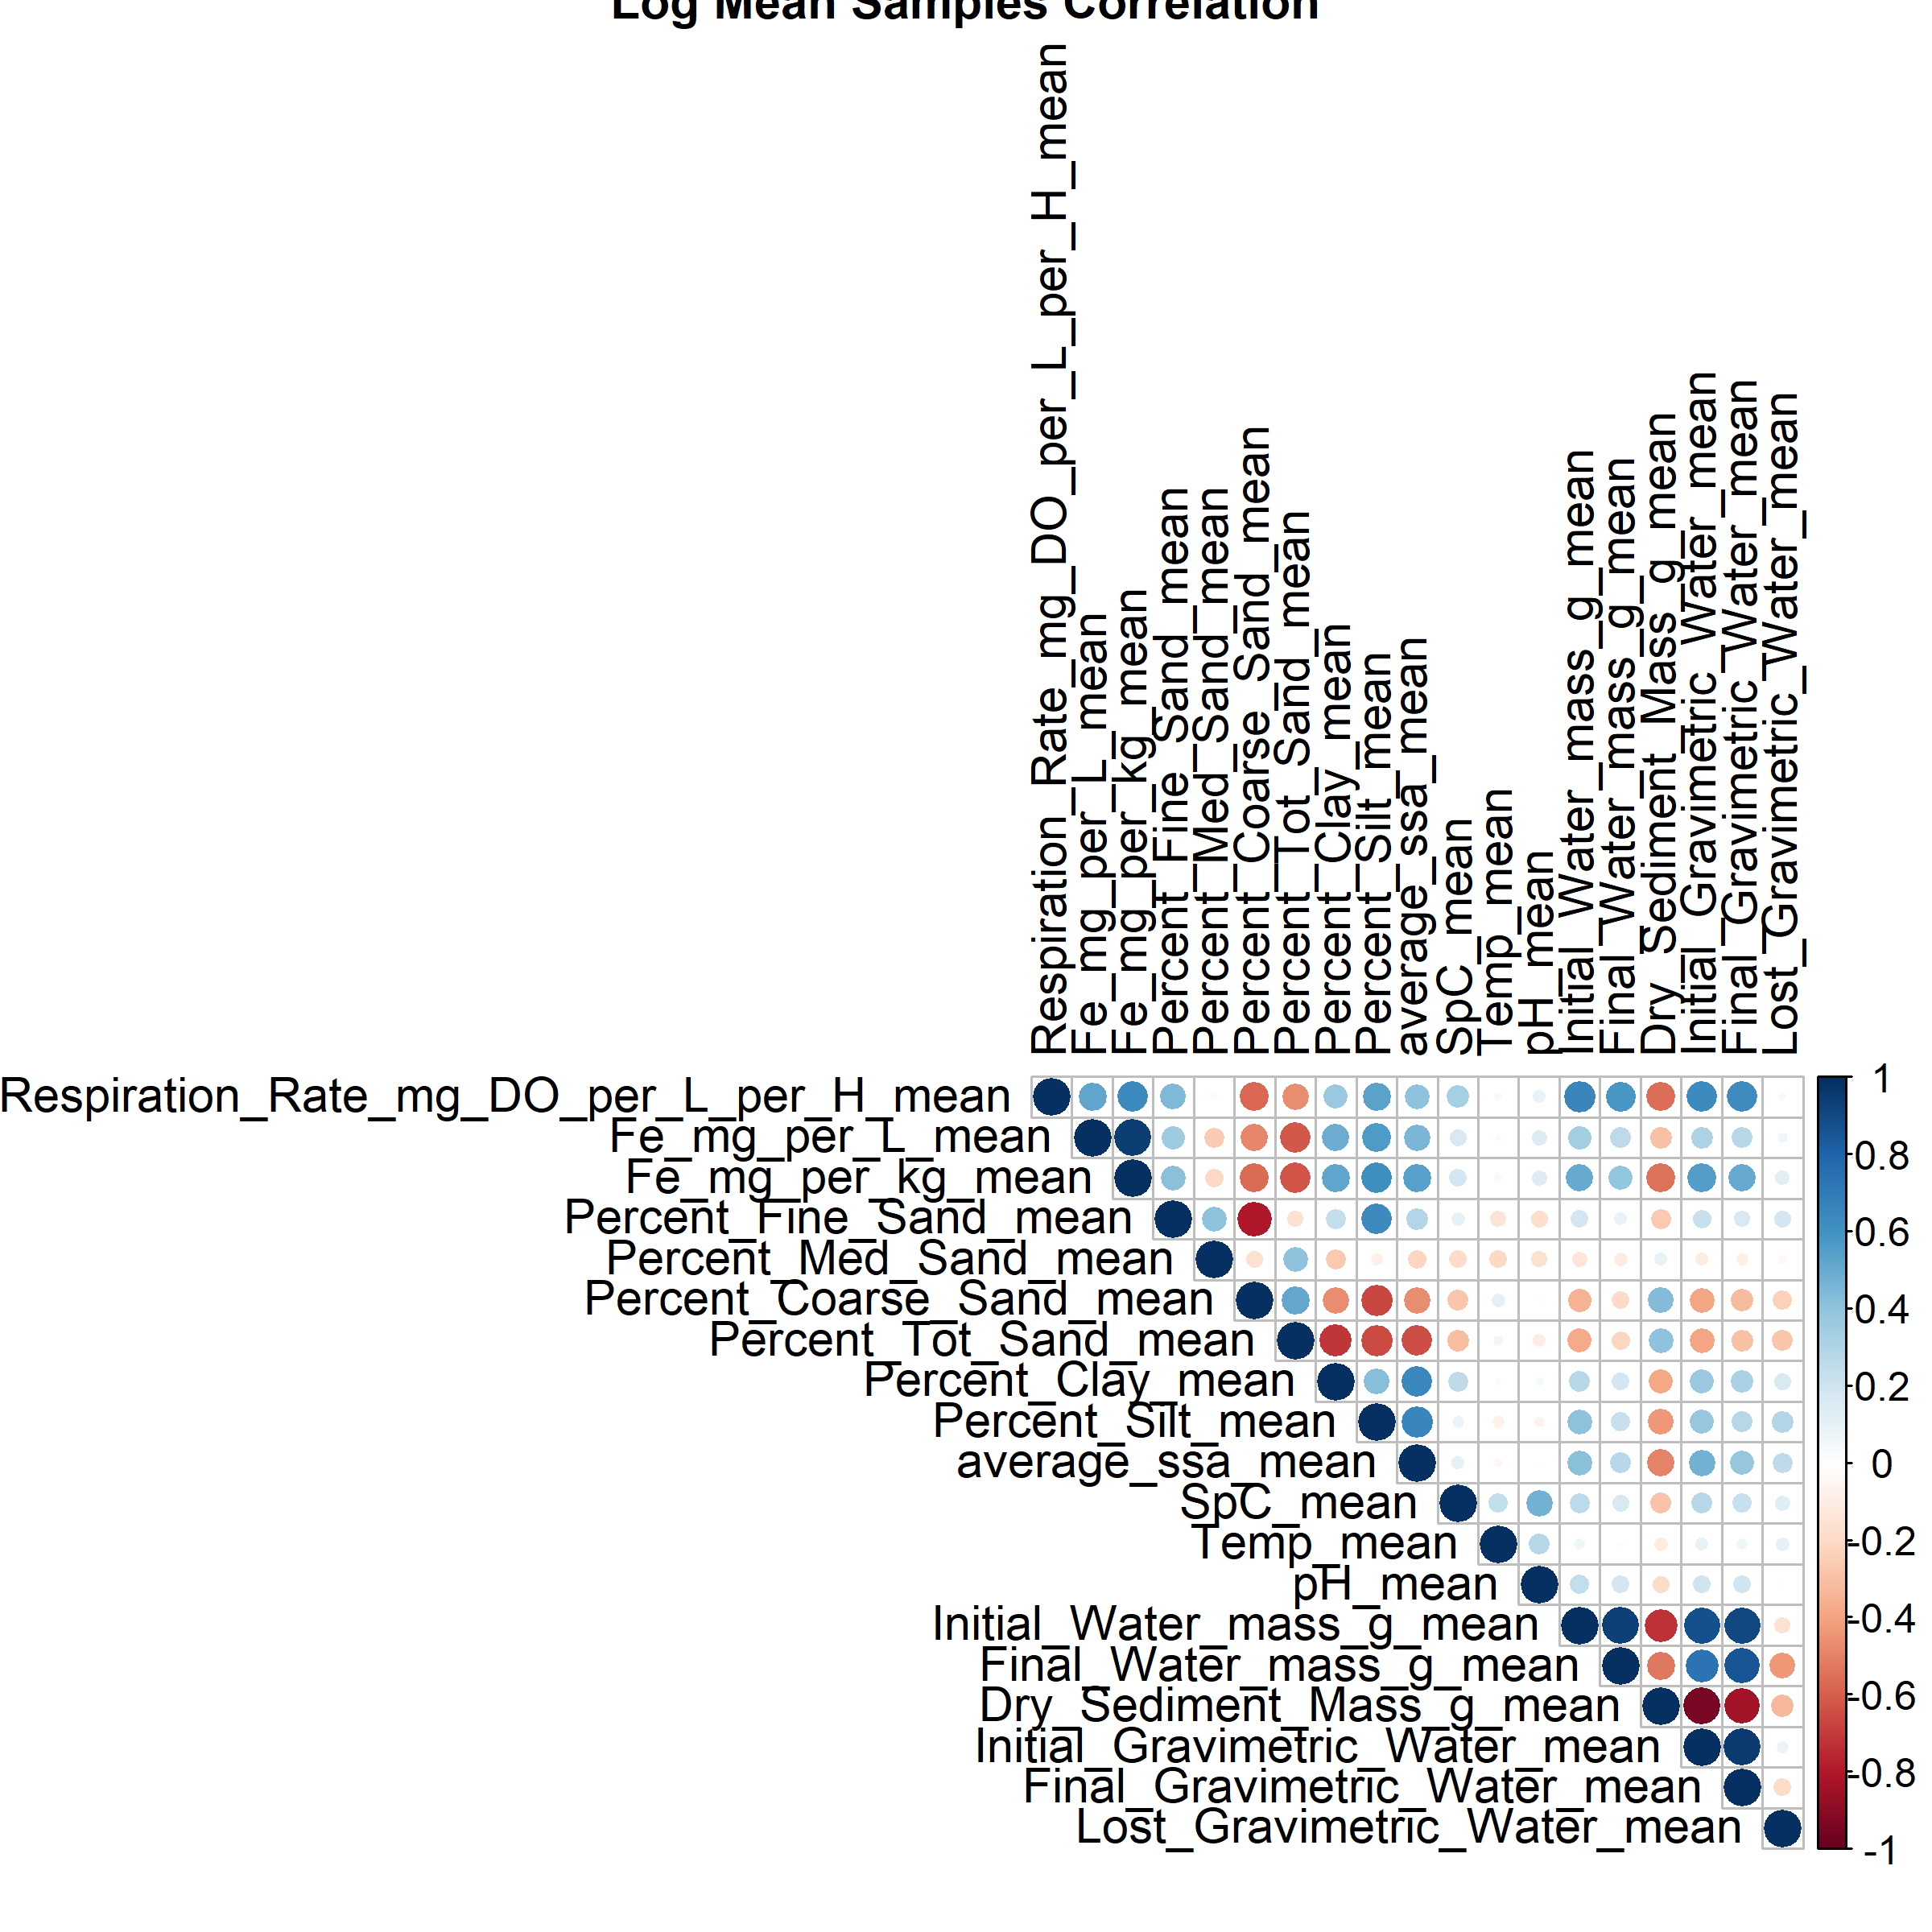 Log Mean Samples Correlation
Respiration_Rate_mg_DO_per_L_per_H_mean
Fe_mg_per_L_mean
Fe_mg_per_kg_mean
Percent_Fine_Sand_mean
Percent_Med_Sand_mean
Percent_Coarse_Sand_mean
Percent_Tot_Sand_mean
Percent_Clay_mean
Percent_Silt_mean
average_ssa_mean
SpC_mean
Temp_mean
pH_mean
Initial_Water_mass_g_mean
Final_Water_mass_g_mean
Dry_Sediment_Mass_g_mean
Initial_Gravimetric_Water_mean
Final_Gravimetric_Water_mean
Lost_Gravimetric_Water_mean
Respiration_Rate_mg_DO_per_L_per_H_mean
Fe_mg_per_L_mean
Fe_mg_per_kg_mean
Percent_Fine_Sand_mean
Percent_Med_Sand_mean
Percent_Coarse_Sand_mean
Percent_Tot_Sand_mean
Percent_Clay_mean
Percent_Silt_mean
average_ssa_mean
SpC_mean
Temp_mean
pH_mean
Initial_Water_mass_g_mean
Final_Water_mass_g_mean
Dry_Sediment_Mass_g_mean
Initial_Gravimetric_Water_mean
Final_Gravimetric_Water_mean
Lost_Gravimetric_Water_mean
1
0.8
0.6
0.4
0.2
0
-0.2
-0.4
-0.6
-0.8
-1